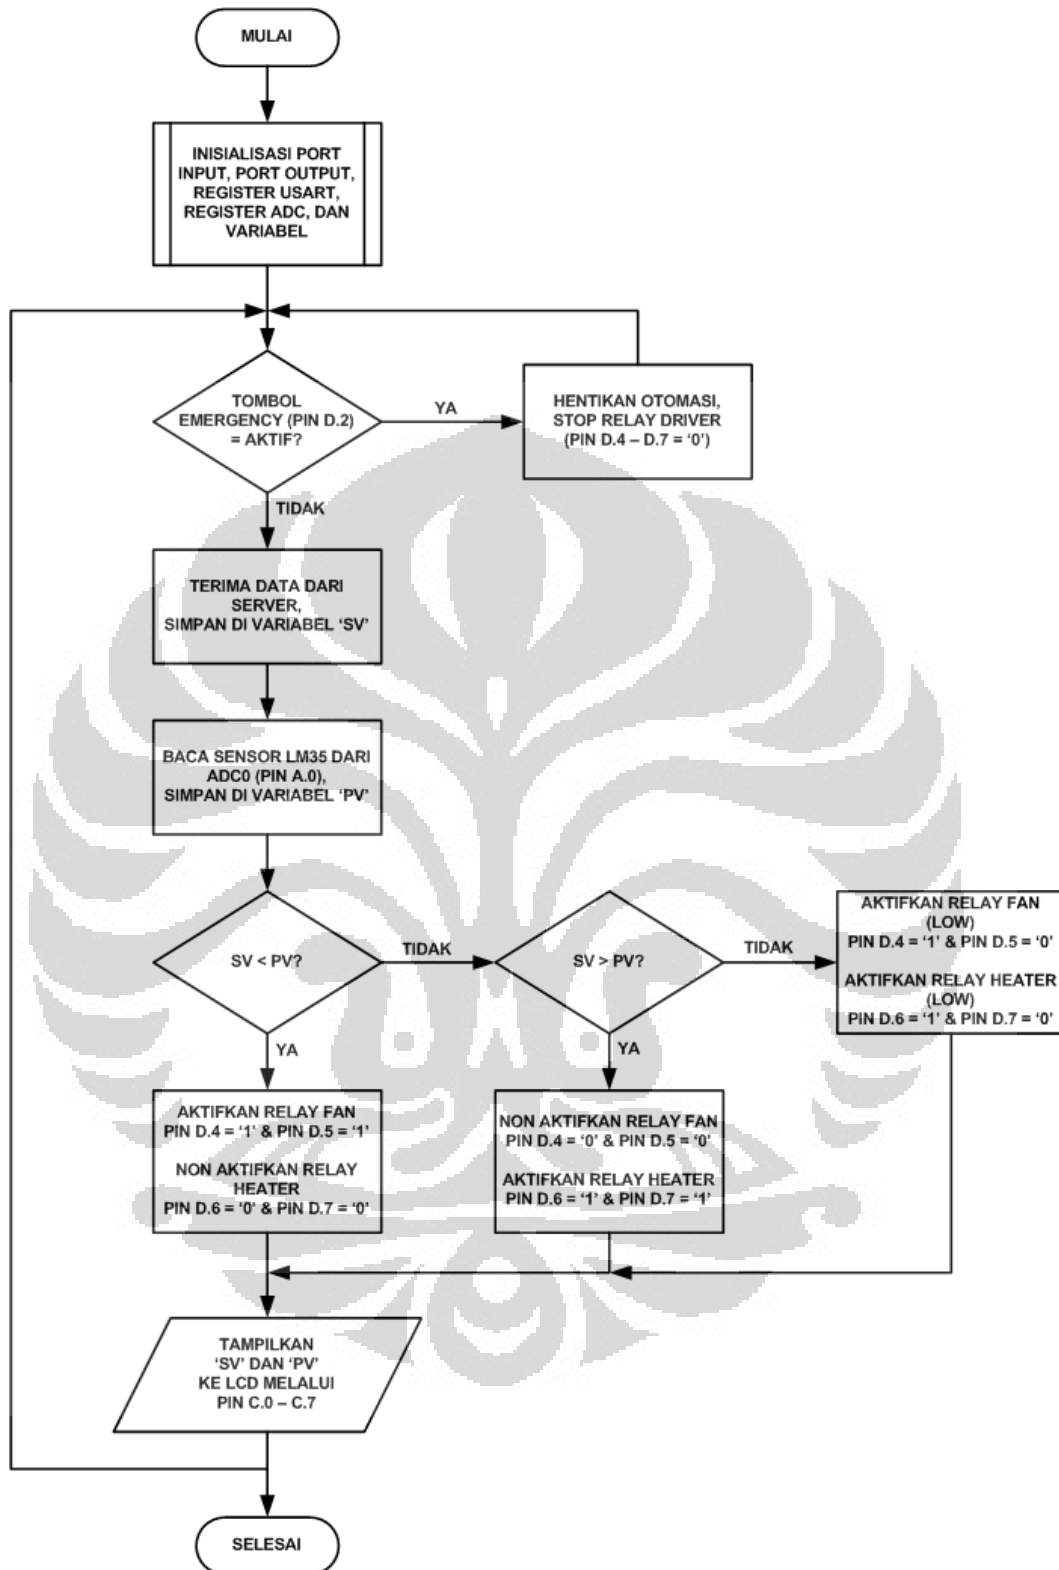 MULAI
INISIALISASI PORT
INPUT, PORT OUTPUT,
REGISTER USART,
REGISTER ADC, DAN
VARIABEL
TOMBOL
EMERGENCY (PIN D.2)
= AKTIF?
YA
HENTIKAN OTOMASI,
STOP RELAY DRIVER
(PIN D.4 – D.7 = ‘0’)
TIDAK
TERIMA DATA DARI
SERVER,
SIMPAN DI VARIABEL ‘SV’
BACA SENSOR LM35 DARI
ADC0 (PIN A.0),
SIMPAN DI VARIABEL ‘PV’
SV < PV?
TIDAK
SV > PV?
TIDAK
AKTIFKAN RELAY FAN
(LOW)
PIN D.4 = ‘1’ & PIN D.5 = ‘0’
AKTIFKAN RELAY HEATER
(LOW)
PIN D.6 = ‘1’ & PIN D.7 = ‘0’
YA
YA
AKTIFKAN RELAY FAN
PIN D.4 = ‘1’ & PIN D.5 = ‘1’
NON AKTIFKAN RELAY
HEATER
PIN D.6 = ‘0’ & PIN D.7 = ‘0’
NON AKTIFKAN RELAY FAN
PIN D.4 = ‘0’ & PIN D.5 = ‘0’
AKTIFKAN RELAY HEATER
PIN D.6 = ‘1’ & PIN D.7 = ‘1’
TAMPILKAN
‘SV’ DAN ‘PV’
KE LCD MELALUI
PIN C.0 – C.7
SELESAI